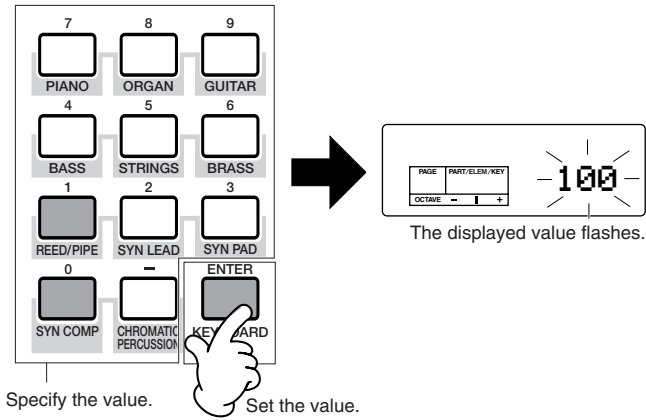 7 8 9
PIANO ORGAN GUITAR
4 5 6
BASS STRINGS BRASS
1 2 3
REED/PIPE SYN LEAD SYN PAD
0 – ENTER
SYN COMP CHROMATIC PERCUSSION KEYBOARD
Specify the value.
Set the value.
PAGE PART/ELEM/KEY
OCTAVE – +
100
The displayed value flashes.